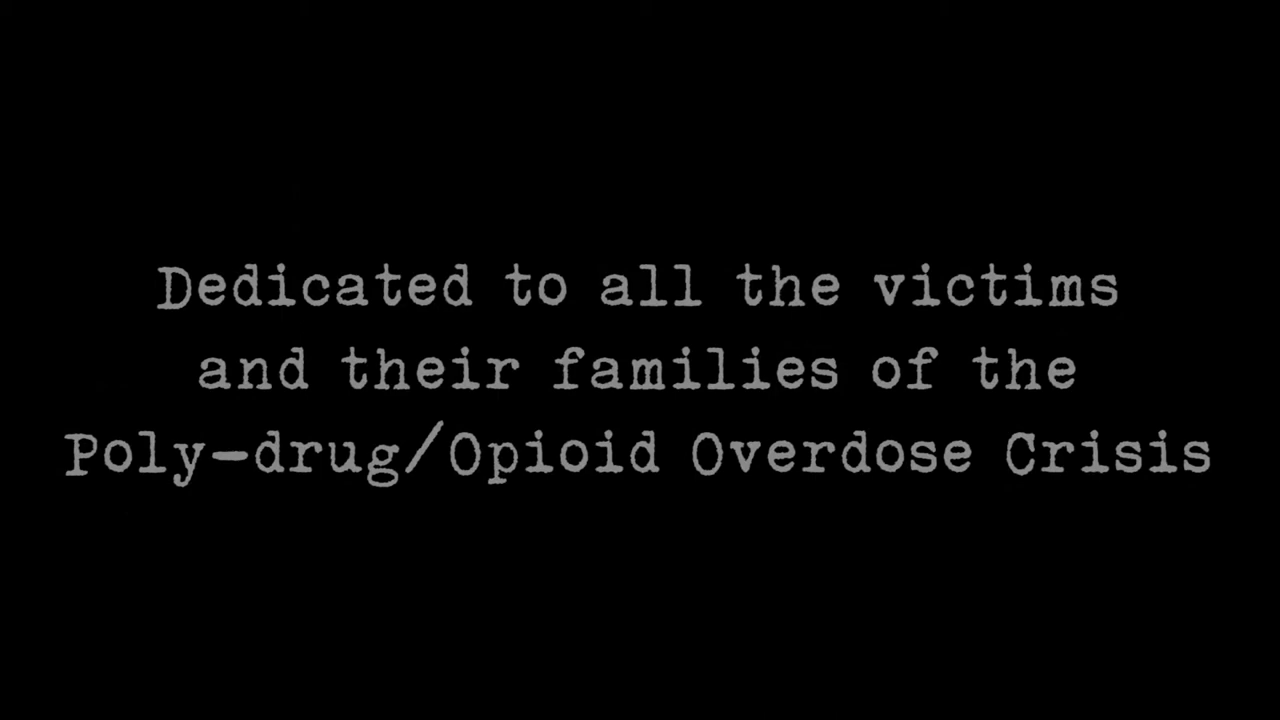 Dedicated to all the victims
and their families of the
Poly-drug/Opioid Overdose Crisis